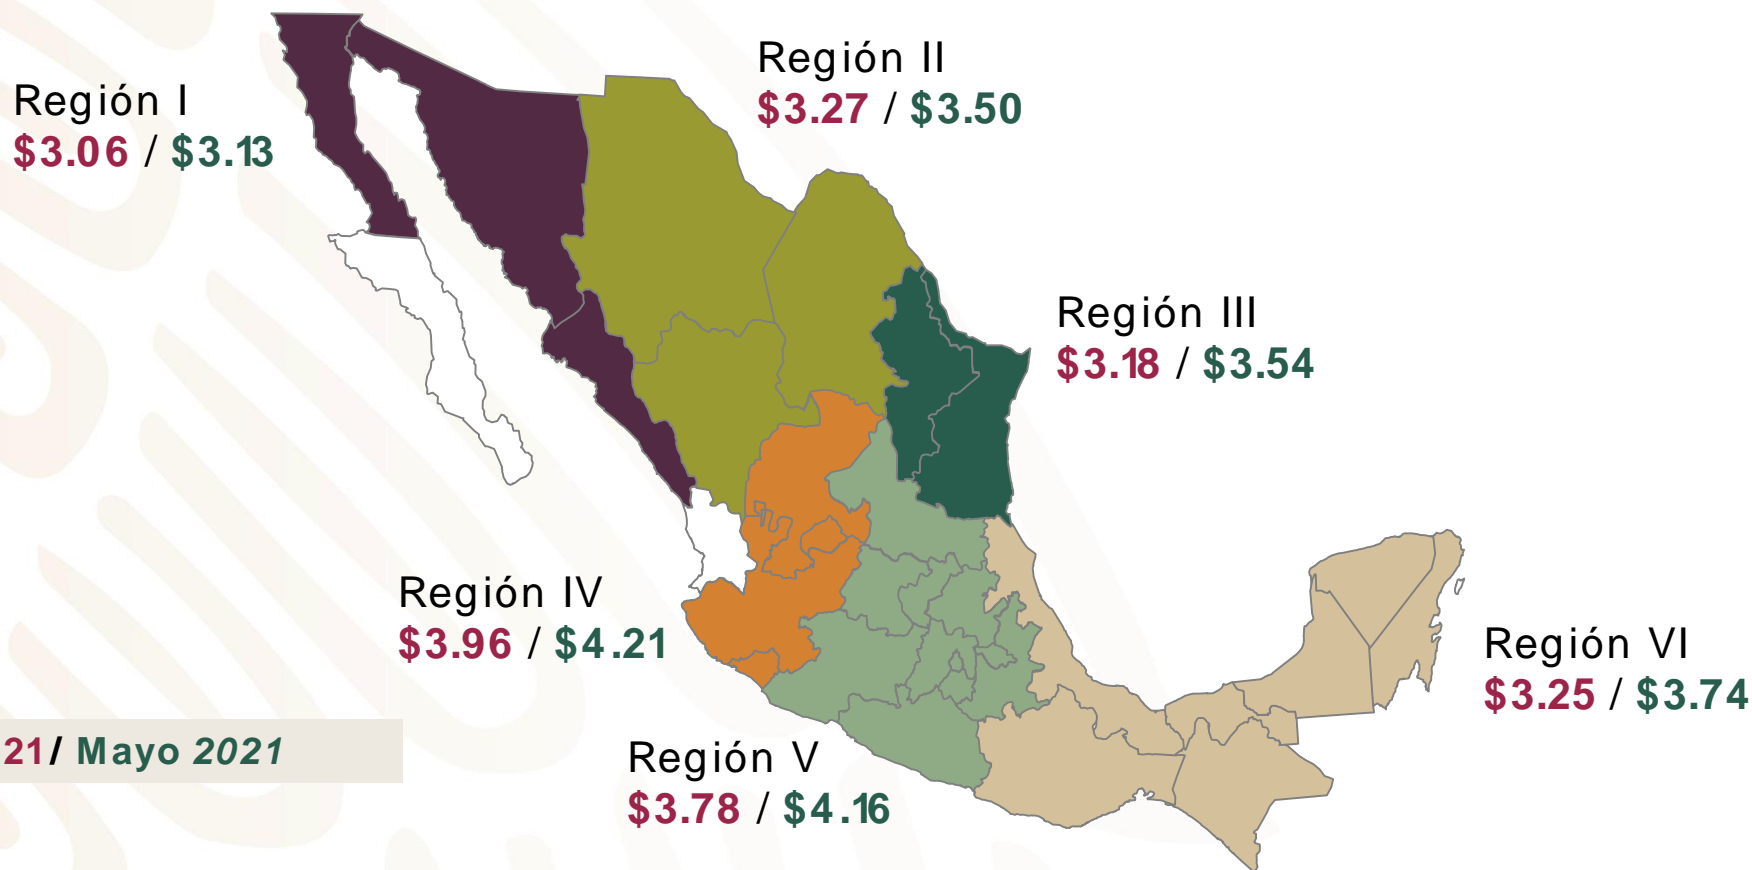 Región I
$3.06 / $3.13
Región II
$3.27 / $3.50
Región III
$3.18 / $3.54
Región IV
$3.96 / $4.21
Región VI
$3.25 / $3.74
21/ Mayo 2021
Región V
$3.78 / $4.16